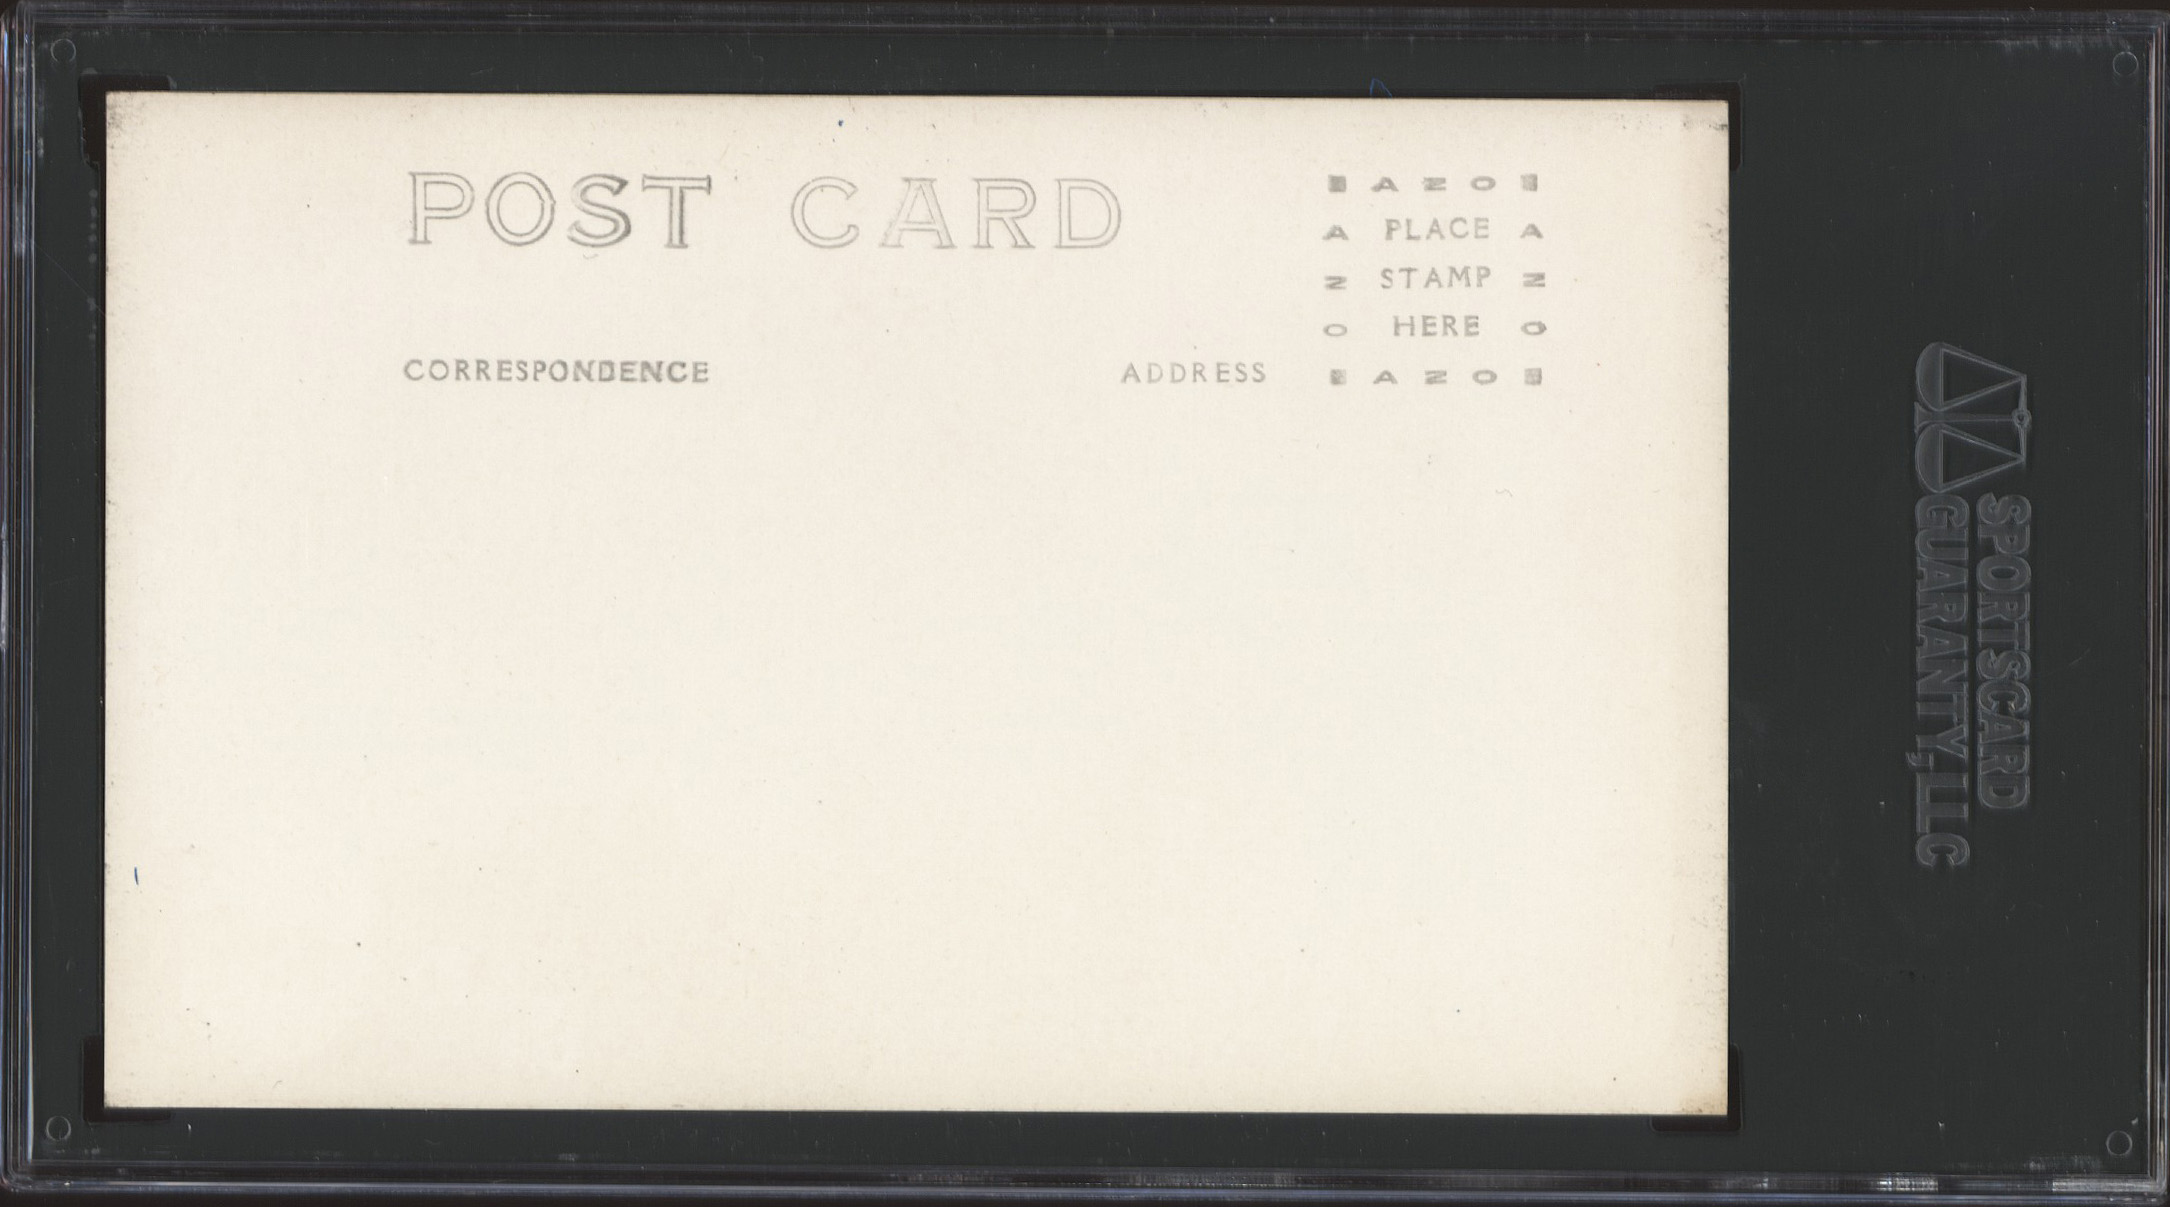 POST CARD
AZO
A PLACE A
Z STAMP Z
O HERE O
CORRESPONDENCE
ADDRESS
AZO
SPORTSCARD
GUARANTY, LLC